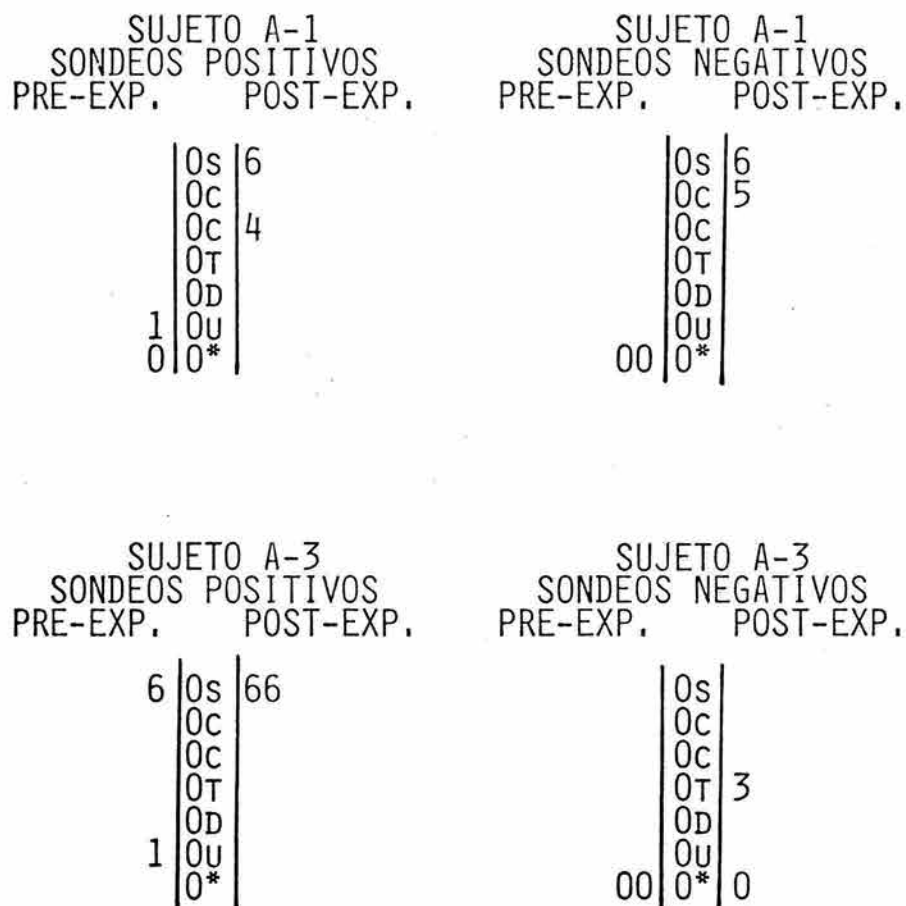 SUJETO A-1
SONDEOS POSITIVOS
PRE-EXP. POST-EXP.
0s 6
0c
0c 4
0T
0D
1 0U
0 0*
SUJETO A-1
SONDEOS NEGATIVOS
PRE-EXP. POST-EXP.
0s 6
0c 5
0c
0T
0D
0U
00 0*
SUJETO A-3
SONDEOS POSITIVOS
PRE-EXP. POST-EXP.
6 0s 66
0c
0c
0T
0D
1 0U
0*
SUJETO A-3
SONDEOS NEGATIVOS
PRE-EXP. POST-EXP.
0s
0c
0c
0T 3
0D
0U
00 0* 0